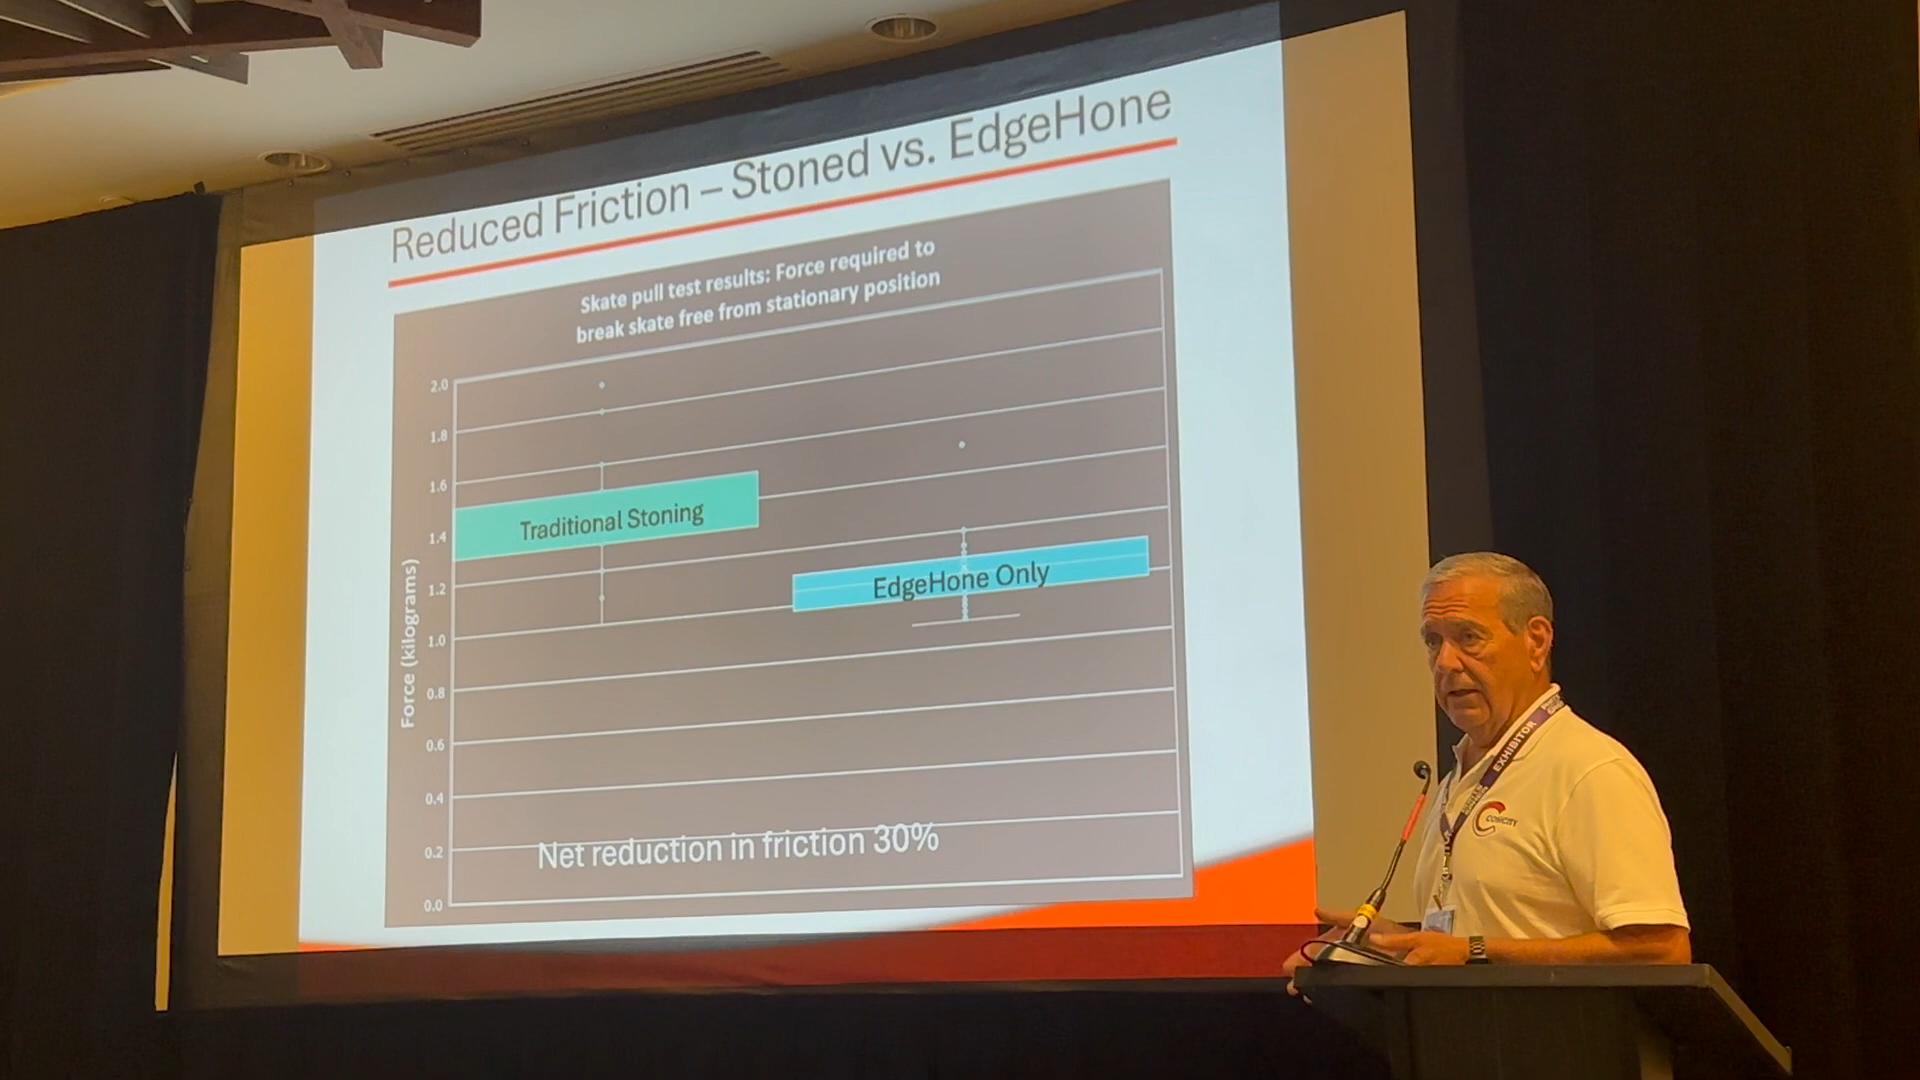 Reduced Friction – Stoned vs. EdgeHone
Skate pull test results: Force required to
break skate free from stationary position
2.0
1.8
1.6
1.4
1.2
1.0
0.8
0.6
0.4
0.2
0.0
Force (kilograms)
Traditional Stoning
EdgeHone Only
Net reduction in friction 30%
EXHIBITOR
CONICITY